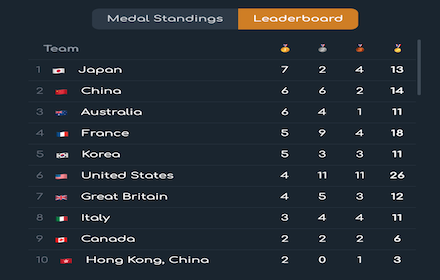 Medal Standings Leaderboard
Team
1 Japan 7 2 4 13
2 China 6 6 2 14
3 Australia 6 4 1 11
4 France 5 9 4 18
5 Korea 5 3 3 11
6 United States 4 11 11 26
7 Great Britain 4 5 3 12
8 Italy 3 4 4 11
9 Canada 2 2 2 6
10 Hong Kong, China 2 0 1 3